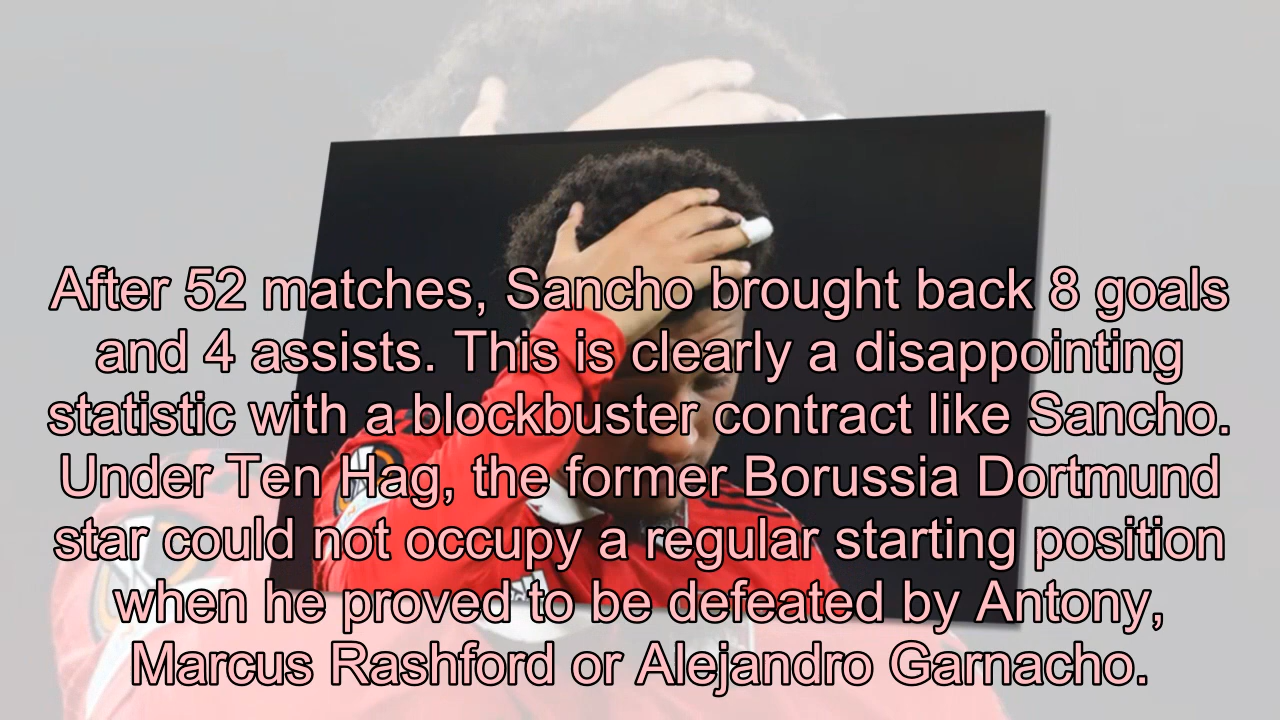 After 52 matches, Sancho brought back 8 goals
and 4 assists. This is clearly a disappointing
statistic with a blockbuster contract like Sancho.
Under Ten Hag, the former Borussia Dortmund
star could not occupy a regular starting position
when he proved to be defeated by Antony,
Marcus Rashford or Alejandro Garnacho.